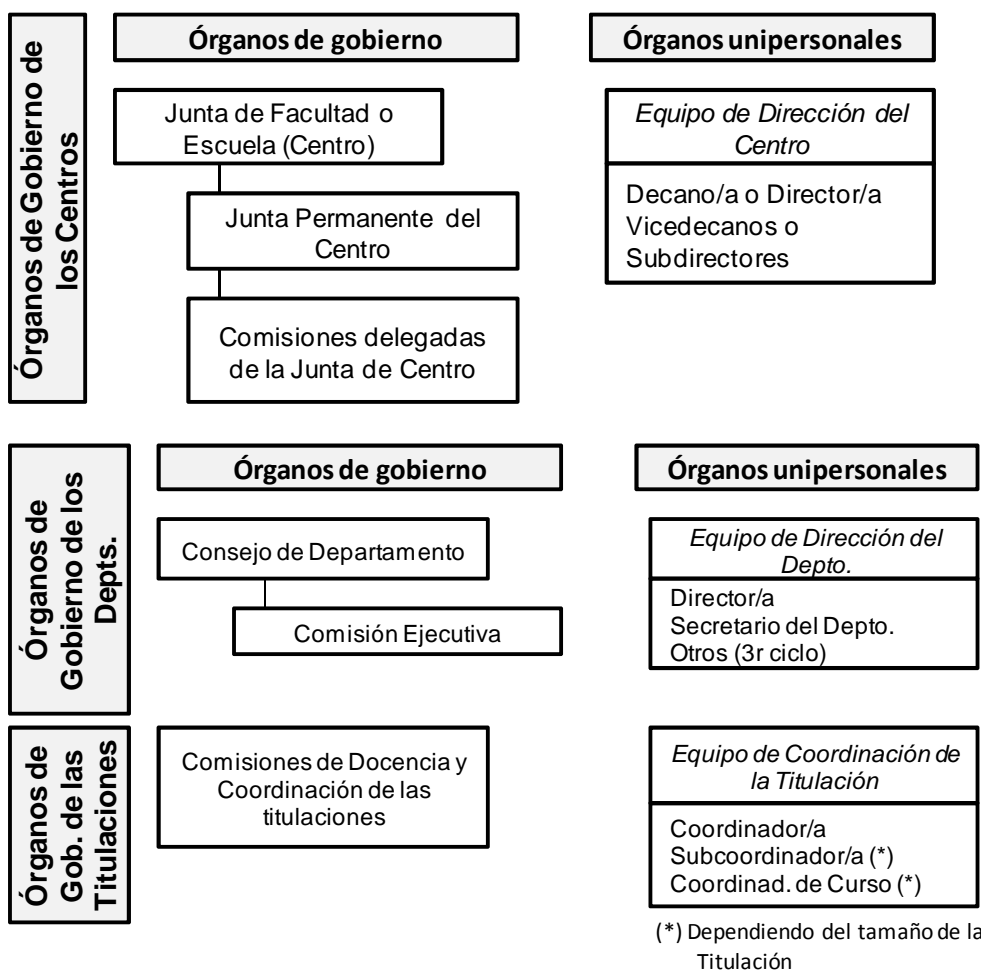 Órganos de Gobierno de
los Centros
Órganos de gobierno
Órganos unipersonales
Junta de Facultad o
Escuela (Centro)
Junta Permanente del
Centro
Comisiones delegadas
de la Junta de Centro
Equipo de Dirección del
Centro
Decano/a o Director/a
Vicedecanos o
Subdirectores
Órganos de
Gobierno de los
Depts.
Órganos de gobierno
Órganos unipersonales
Consejo de Departamento
Comisión Ejecutiva
Equipo de Dirección del
Depto.
Director/a
Secretario del Depto.
Otros (3r ciclo)
Órganos de
Gob. de las
Titulaciones
Comisiones de Docencia y
Coordinación de las
titulaciones
Equipo de Coordinación de
la Titulación
Coordinador/a
Subcoordinador/a (*)
Coordinad. de Curso (*)
(*) Dependiendo del tamaño de la
Titulación